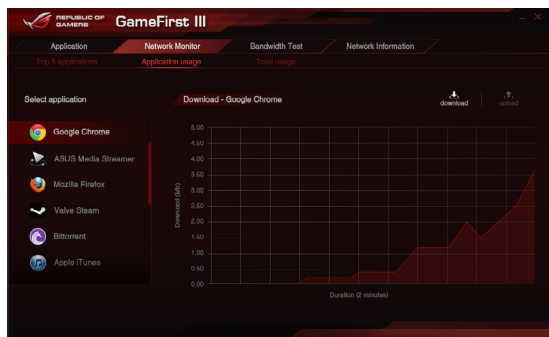 REPUBLIC OF
GAMERS
GameFirst III
Application
Network Monitor
Bandwidth Test
Network Information
Top 5 applications
Application usage
Total usage
Select application
Download - Google Chrome
download
upload
Google Chrome
ASUS Media Streamer
Mozilla Firefox
Valve Steam
Bittorrent
Apple iTunes
Download (Mb)
5.00
4.50
4.00
3.50
3.00
2.50
2.00
1.50
1.00
0.50
0.00
Duration (2 minutes)